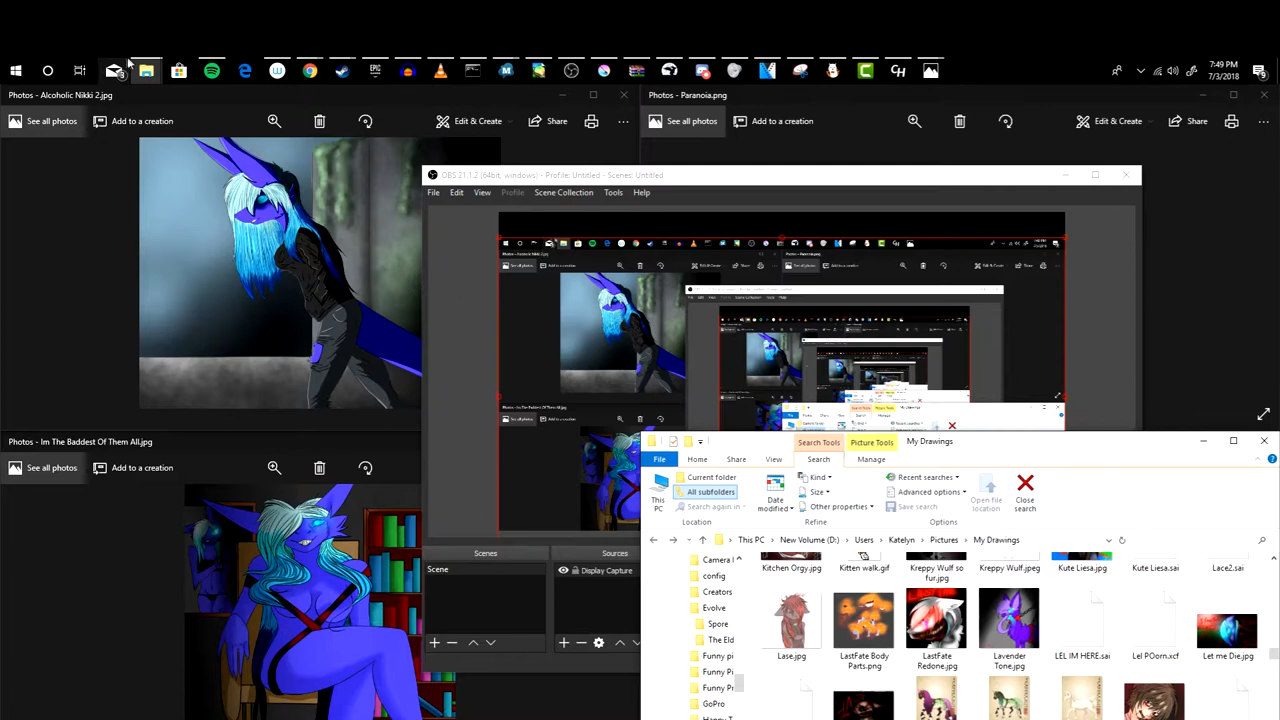 3
EPIC
CH
7:49 PM
7/3/2018
Photos - Alcoholic Nikki 2.jpg
See all photos
Add to a creation
Edit & Create
Share
Photos - Paranoia.png
See all photos
Add to a creation
Edit & Create
Share
OBS 21.1.2 (64bit, windows) - Profile: Untitled - Scenes: Untitled
File Edit View Profile Scene Collection Tools Help
Photos - Im The Baddest Of Them All.jpg
See all photos
Add to a creation
Scenes
Sources
Scene
Display Capture
Search Tools
Picture Tools
My Drawings
File Home Share View Search Manage
This PC
Current folder
All subfolders
Search again in
Location
Date modified
Kind
Size
Other properties
Refine
Recent searches
Advanced options
Save search
Open file location
Close search
Options
This PC
New Volume (D:)
Users
Katelyn
Pictures
My Drawings
Camera
config
Creators
Evolve
Spore
The Eld
Funny pi
Funny Pi
Funny Pr
GoPro
Kitchen Orgy.jpg
Kitten walk.gif
Kreppy Wulf so fur.jpg
Kreppy Wulf.jpeg
Kute Liesa.jpg
Kute Liesa.sai
Lace2.sai
Lase.jpg
LastFate Body Parts.png
LastFate Redone.jpg
Lavender Tone.jpg
LEL IM HERE.sai
Lel POorn.xcf
Let me Die.jpg